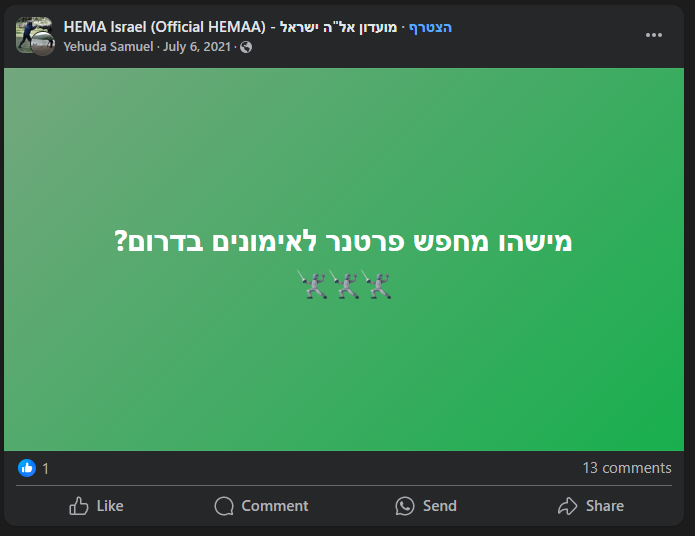 HEMA Israel (Official HEMAA) - מועדון אל"ה ישראל · הצטרף
Yehuda Samuel · July 6, 2021 ·
מישהו מחפש פרטנר לאימונים בדרום?
🤺🤺🤺
1
13 comments
Like
Comment
Send
Share